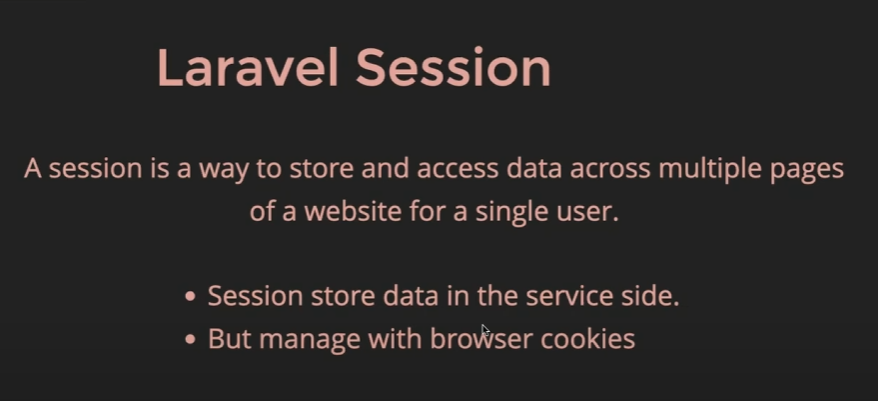 Laravel Session
A session is a way to store and access data across multiple pages
of a website for a single user.
• Session store data in the service side.
• But manage with browser cookies